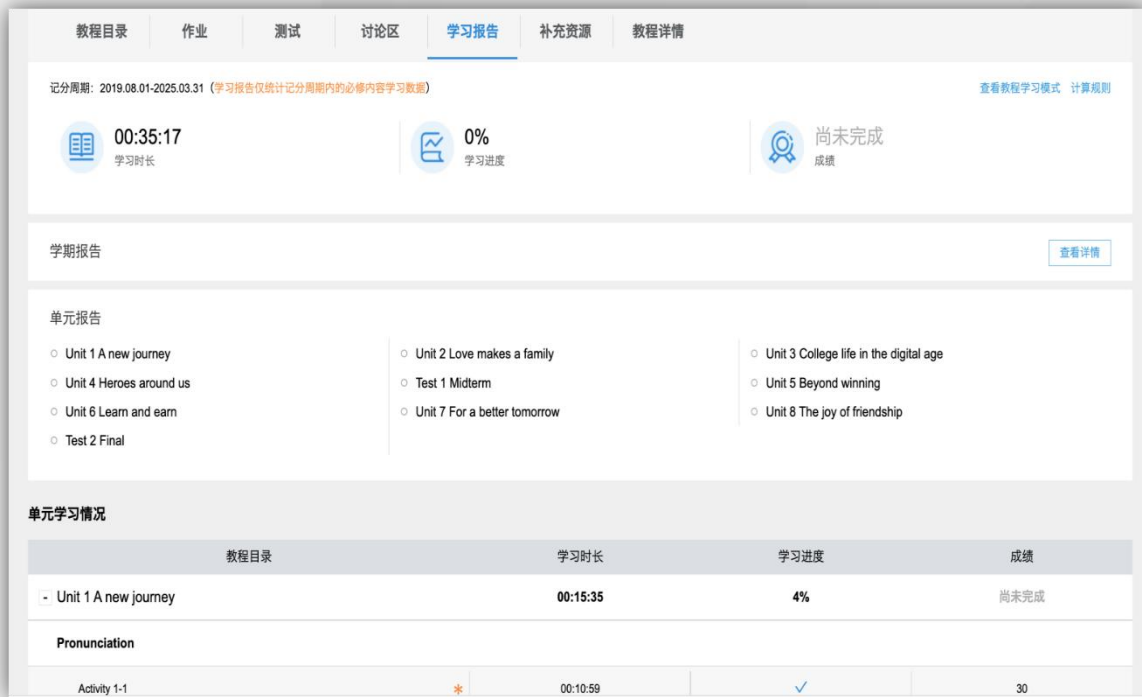 教程目录 作业 测试 讨论区 学习报告 补充资源 教程详情
记分周期：2019.08.01-2025.03.31（学习报告仅统计记分周期内的必修内容学习数据） 查看教程学习模式 计算规则
00:35:17 0% 尚未完成
学习时长 学习进度 成绩
学期报告 查看详情
单元报告
Unit 1 A new journey Unit 2 Love makes a family Unit 3 College life in the digital age
Unit 4 Heroes around us Test 1 Midterm Unit 5 Beyond winning
Unit 6 Learn and earn Unit 7 For a better tomorrow Unit 8 The joy of friendship
Test 2 Final
单元学习情况
教程目录 学习时长 学习进度 成绩
- Unit 1 A new journey 00:15:35 4% 尚未完成
Pronunciation
Activity 1-1 * 00:10:59 ✓ 30